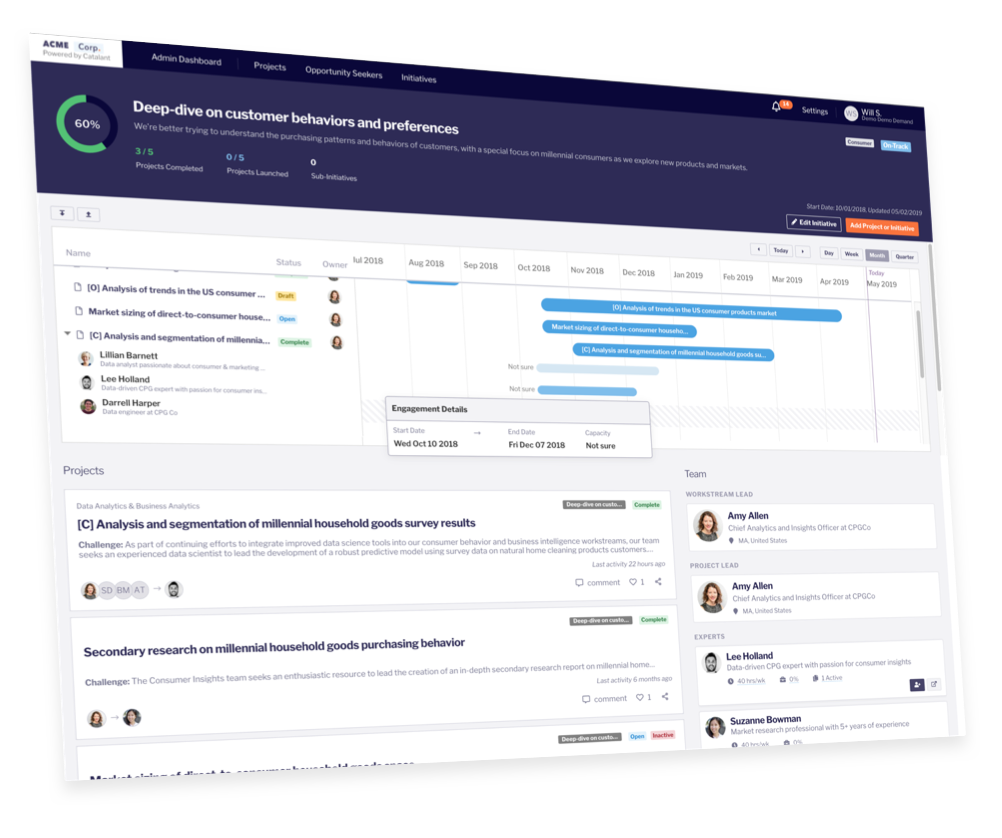 ACME Corp.
Powered by Catalant
Admin Dashboard
Projects
Opportunity Seekers
Initiatives
14
Settings
WS
Will S.
Demo Demo Demand
60%
Deep-dive on customer behaviors and preferences
We're better trying to understand the purchasing patterns and behaviors of customers, with a special focus on millennial consumers as we explore new products and markets.
Consumer
On-Track
3 / 5
Projects Completed
0 / 5
Projects Launched
0
Sub-Initiatives
Start Date: 10/01/2018, Updated 05/02/2019
Edit Initiative
Add Project or Initiative
Today
Day
Week
Month
Quarter
Name
Status
Owner
Jul 2018
Aug 2018
Sep 2018
Oct 2018
Nov 2018
Dec 2018
Jan 2019
Feb 2019
Mar 2019
Apr 2019
Today
May 2019
[O] Analysis of trends in the US consumer ...
Draft
[O] Analysis of trends in the US consumer products market
Market sizing of direct-to-consumer house...
Open
Market sizing of direct-to-consumer househo...
[C] Analysis and segmentation of millennia...
Complete
[C] Analysis and segmentation of millennial household goods su...
Lillian Barnett
Data analyst passionate about consumer & marketing ...
Not sure
Lee Holland
Data-driven CPG expert with passion for consumer ins...
Not sure
Darrell Harper
Data engineer at CPG Co
Engagement Details
Start Date
→
End Date
Capacity
Wed Oct 10 2018
Fri Dec 07 2018
Not sure
Projects
Data Analytics & Business Analytics
Deep-dive on custo...
Complete
[C] Analysis and segmentation of millennial household goods survey results
Challenge: As part of continuing efforts to integrate improved data science tools into our consumer behavior and business intelligence workstreams, our team
seeks an experienced data scientist to lead the development of a robust predictive model using survey data on natural home cleaning products customers...
Last activity 22 hours ago
SD BM AT →
comment
1
Deep-dive on custo...
Complete
Secondary research on millennial household goods purchasing behavior
Challenge: The Consumer Insights team seeks an enthusiastic resource to lead the creation of an in-depth secondary research report on millennial home...
Last activity 6 months ago
→
comment
1
Deep-dive on custo...
Open
Inactive
Market sizing of direct-to-consumer household goods space
Team
WORKSTREAM LEAD
Amy Allen
Chief Analytics and Insights Officer at CPGCo
MA, United States
PROJECT LEAD
Amy Allen
Chief Analytics and Insights Officer at CPGCo
MA, United States
EXPERTS
Lee Holland
Data-driven CPG expert with passion for consumer insights
40 hrs/wk
0%
1 Active
Suzanne Bowman
Market research professional with 5+ years of experience
40 hrs/wk
0%